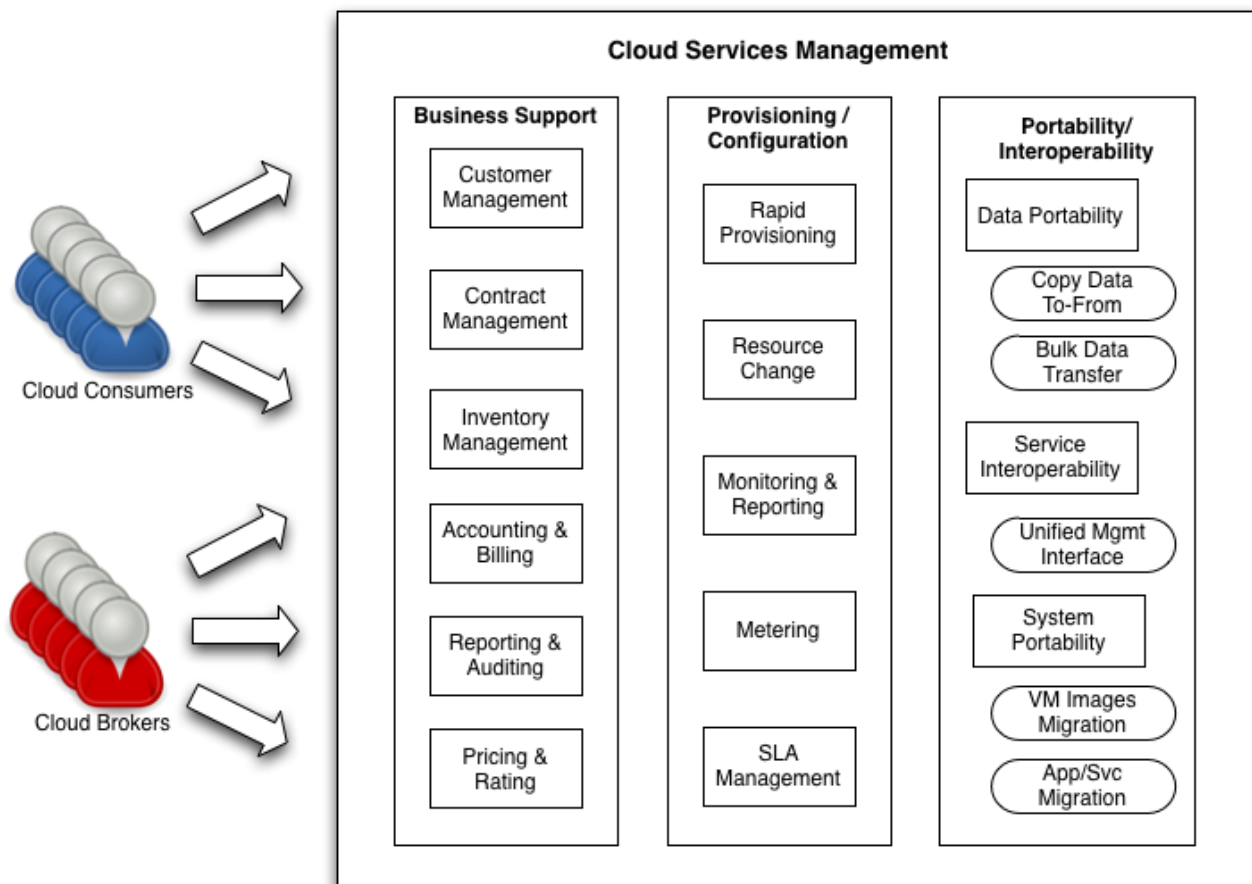 Cloud Services Management
Business Support
Customer
Management
Contract
Management
Inventory
Management
Accounting &
Billing
Reporting &
Auditing
Pricing &
Rating
Provisioning /
Configuration
Rapid
Provisioning
Resource
Change
Monitoring &
Reporting
Metering
SLA
Management
Portability/
Interoperability
Data Portability
Copy Data
To-From
Bulk Data
Transfer
Service
Interoperability
Unified Mgmt
Interface
System
Portability
VM Images
Migration
App/Svc
Migration
Cloud Consumers
Cloud Brokers